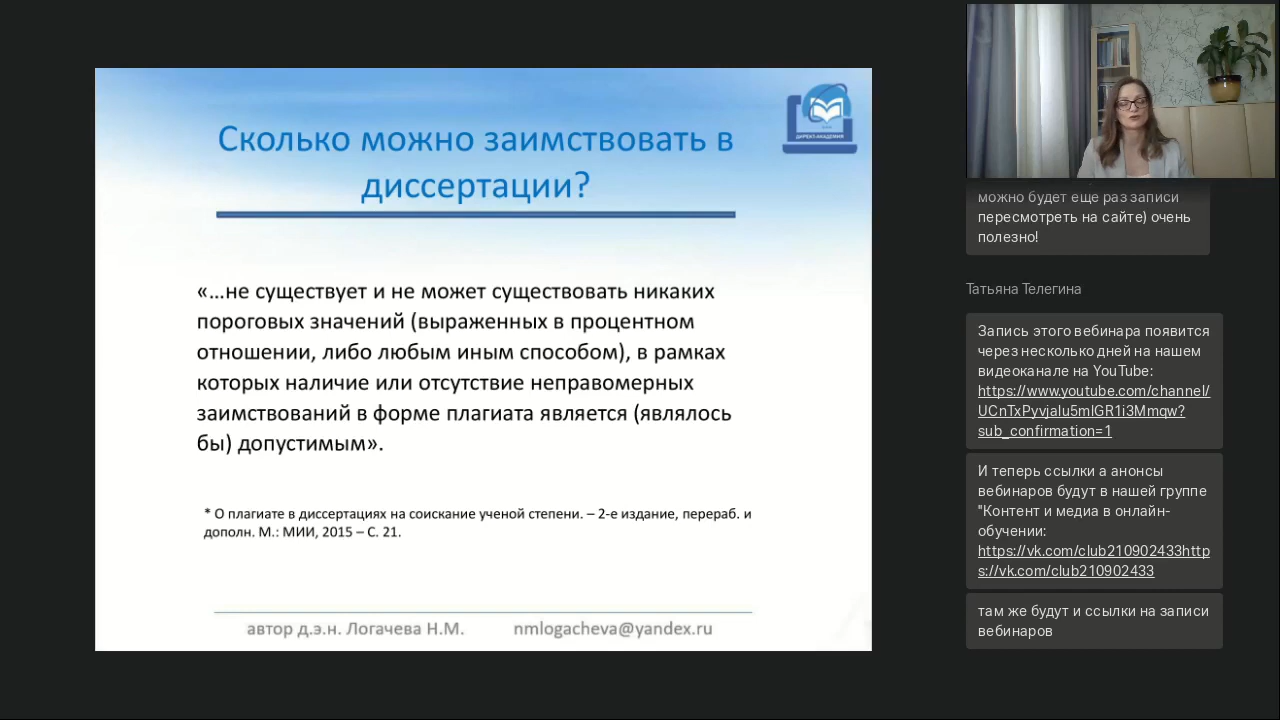 Сколько можно заимствовать в
диссертации?
ДИРЕКТ-АКАДЕМИЯ
«…не существует и не может существовать никаких
пороговых значений (выраженных в процентном
отношении, либо любым иным способом), в рамках
которых наличие или отсутствие неправомерных
заимствований в форме плагиата является (являлось
бы) допустимым».
* О плагиате в диссертациях на соискание ученой степени. – 2-е издание, перераб. и
дополн. М.: МИИ, 2015 – С. 21.
автор д.э.н. Логачева Н.М. nmlogacheva@yandex.ru
можно будет еще раз записи
пересмотреть на сайте) очень
полезно!
Татьяна Телегина
Запись этого вебинара появится
через несколько дней на нашем
видеоканале на YouTube:
https://www.youtube.com/channel/
UCnTxPyvjaIu5mlGR1i3Mmqw?
sub_confirmation=1
И теперь ссылки а анонсы
вебинаров будут в нашей группе
"Контент и медиа в онлайн-
обучении:
https://vk.com/club210902433http
s://vk.com/club210902433
там же будут и ссылки на записи
вебинаров